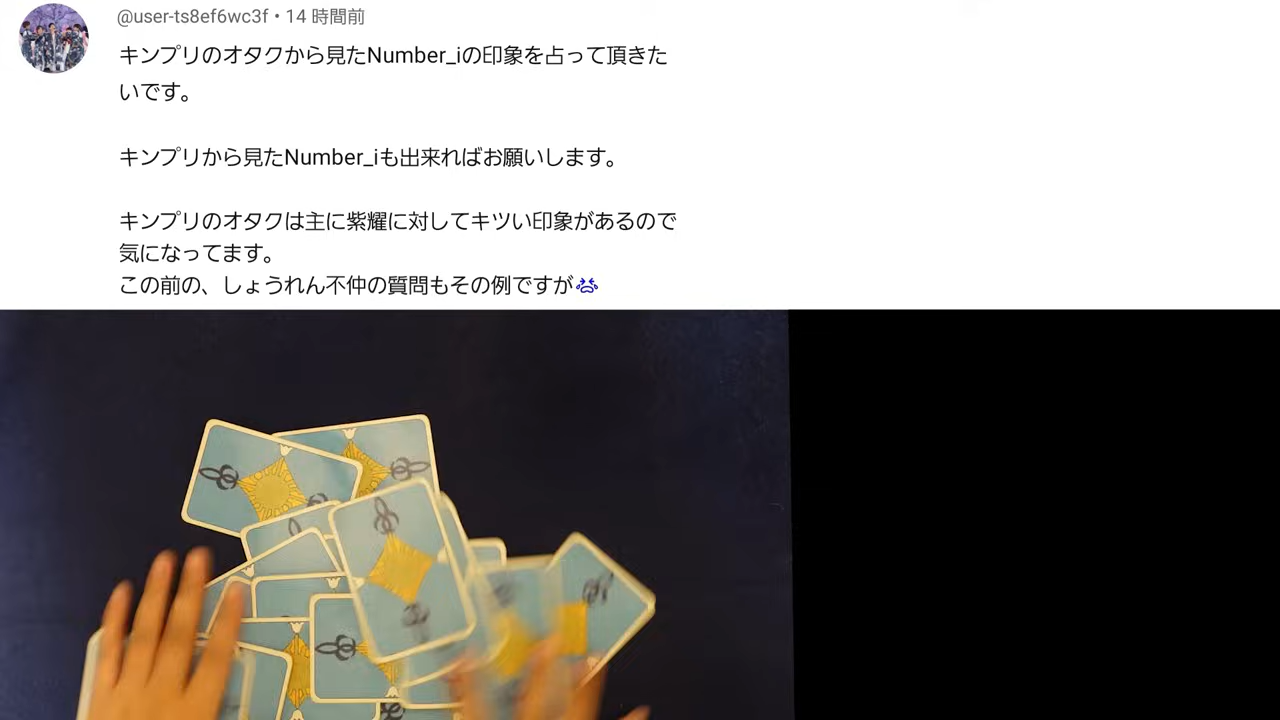 @user-ts8ef6wc3f • 14 時間前
キンプリのオタクから見たNumber_iの印象を占って頂きた
いです。
キンプリから見たNumber_iも出来ればお願いします。
キンプリのオタクは主に紫耀に対してキツい印象があるので
気になってます。
この前の、しょうれん不仲の質問もその例ですが😭